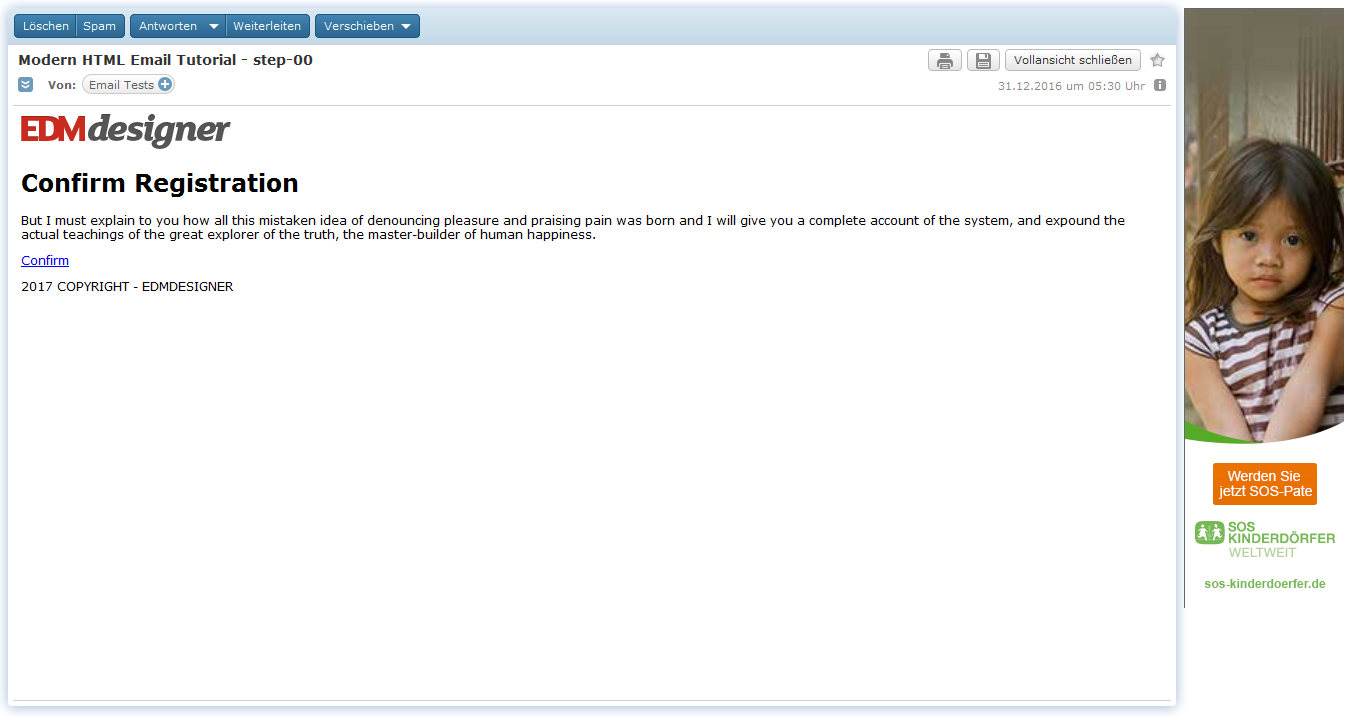 Löschen Spam Antworten Weiterleiten Verschieben
Modern HTML Email Tutorial - step-00
Vollansicht schließen
Von: Email Tests
31.12.2016 um 05:30 Uhr
EDMdesigner
Confirm Registration
But I must explain to you how all this mistaken idea of denouncing pleasure and praising pain was born and I will give you a complete account of the system, and expound the
actual teachings of the great explorer of the truth, the master-builder of human happiness.
Confirm
2017 COPYRIGHT - EDMDESIGNER
Werden Sie
jetzt SOS-Pate
SOS
KINDERDÖRFER
WELTWEIT
sos-kinderdoerfer.de